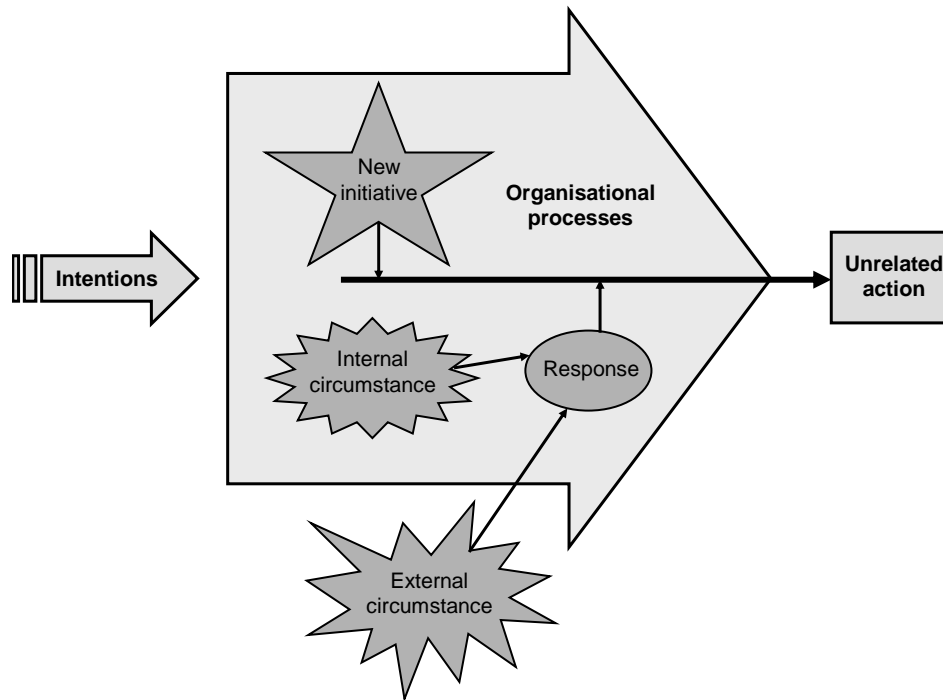 New
initiative
Organisational
processes
Intentions
Unrelated
action
Internal
circumstance
Response
External
circumstance